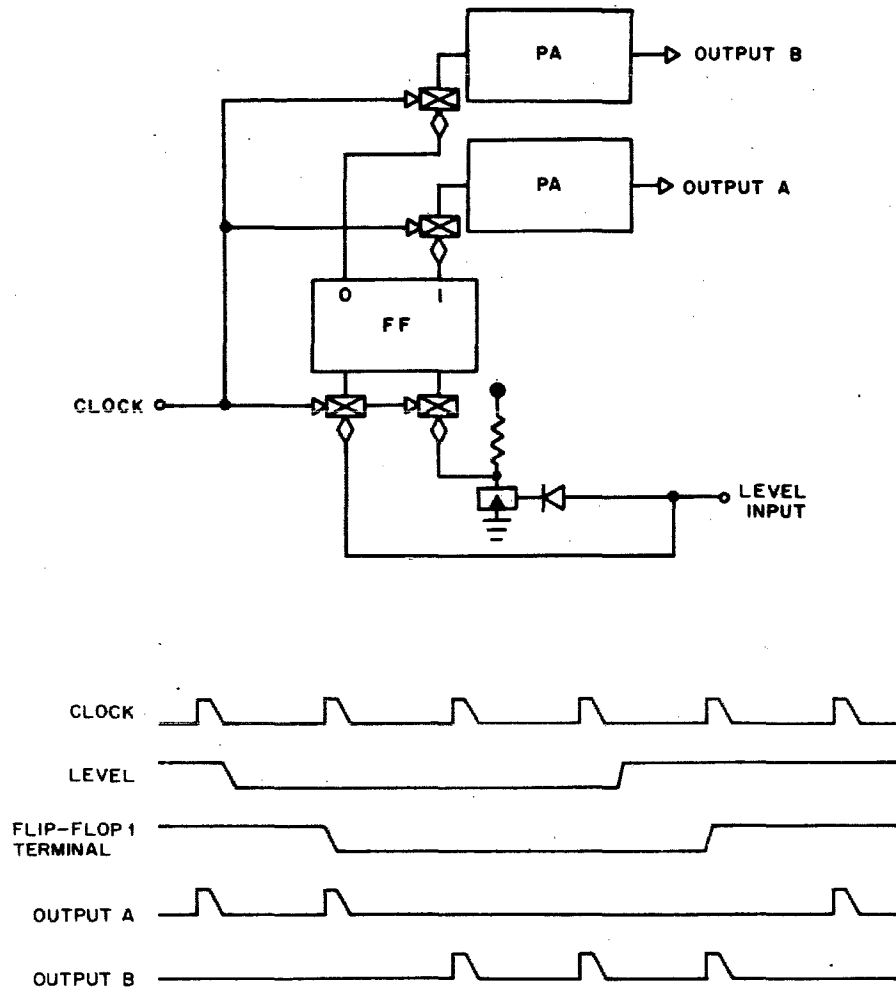 PA
OUTPUT B
PA
OUTPUT A
0 1
FF
CLOCK
LEVEL
INPUT
CLOCK
LEVEL
FLIP-FLOP 1
TERMINAL
OUTPUT A
OUTPUT B